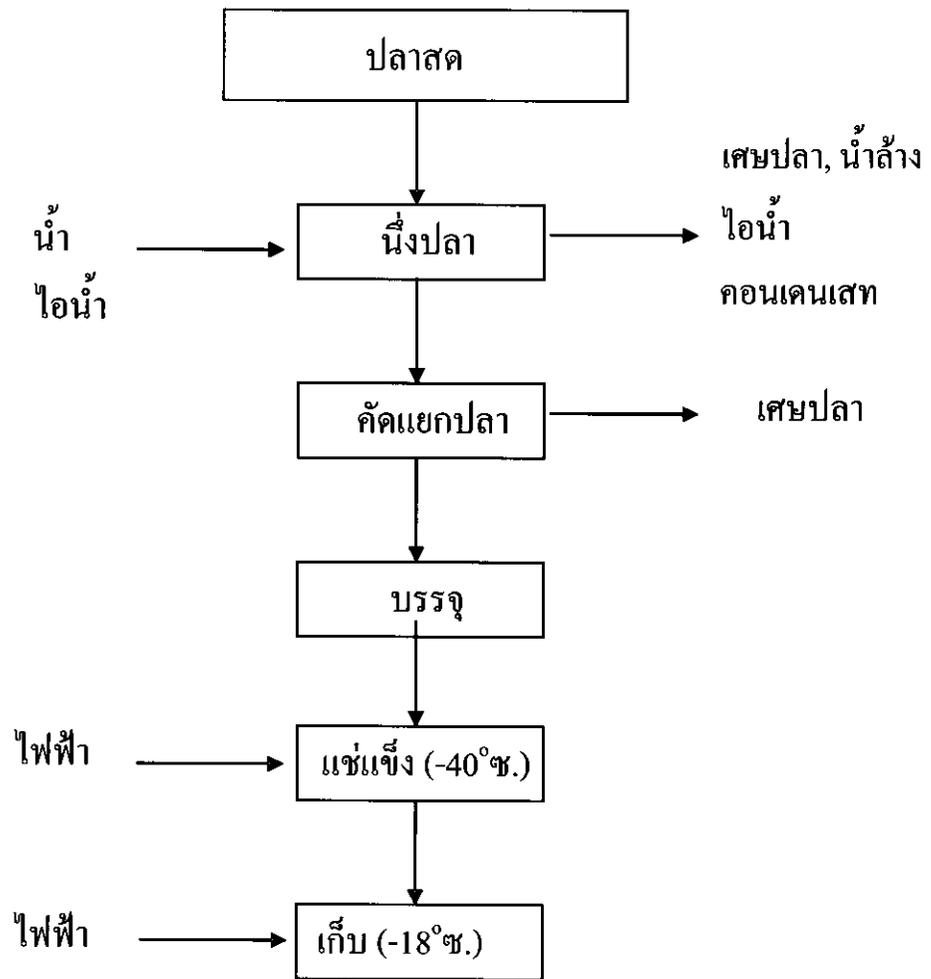 ปลาสด
เศษปลา, น้ำล้าง
น้ำ
นึ่งปลา
ไอน้ำ
ไอน้ำ
คอนเดนเสท
คัดแยกปลา
เศษปลา
บรรจุ
ไฟฟ้า
แช่แข็ง (-40°ซ.)
ไฟฟ้า
เก็บ (-18°ซ.)